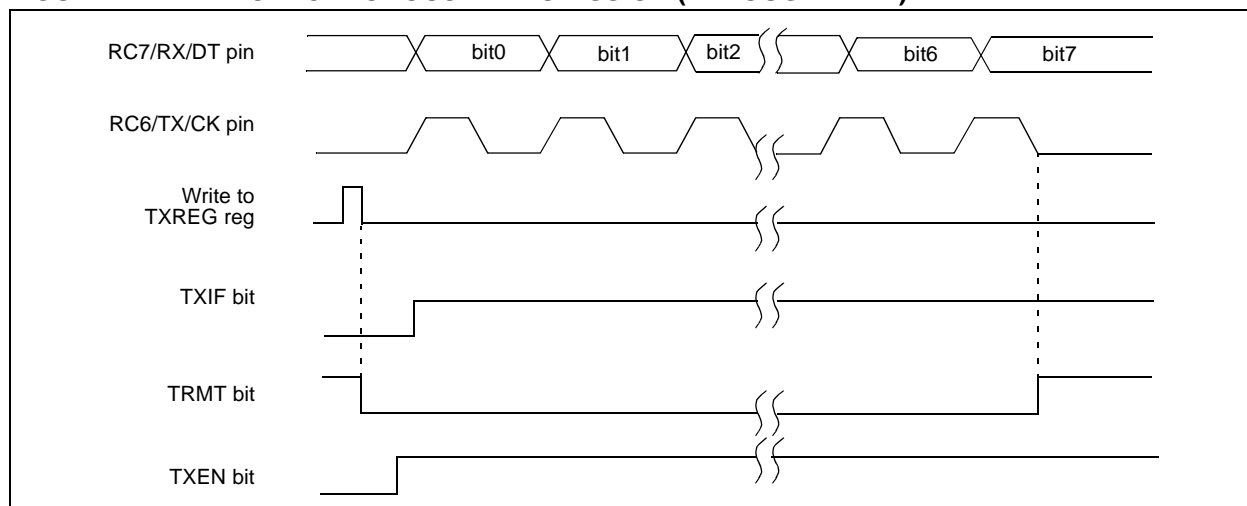 RC7/RX/DT pin
bit0
bit1
bit2
bit6
bit7
RC6/TX/CK pin
Write to
TXREG reg
TXIF bit
TRMT bit
TXEN bit